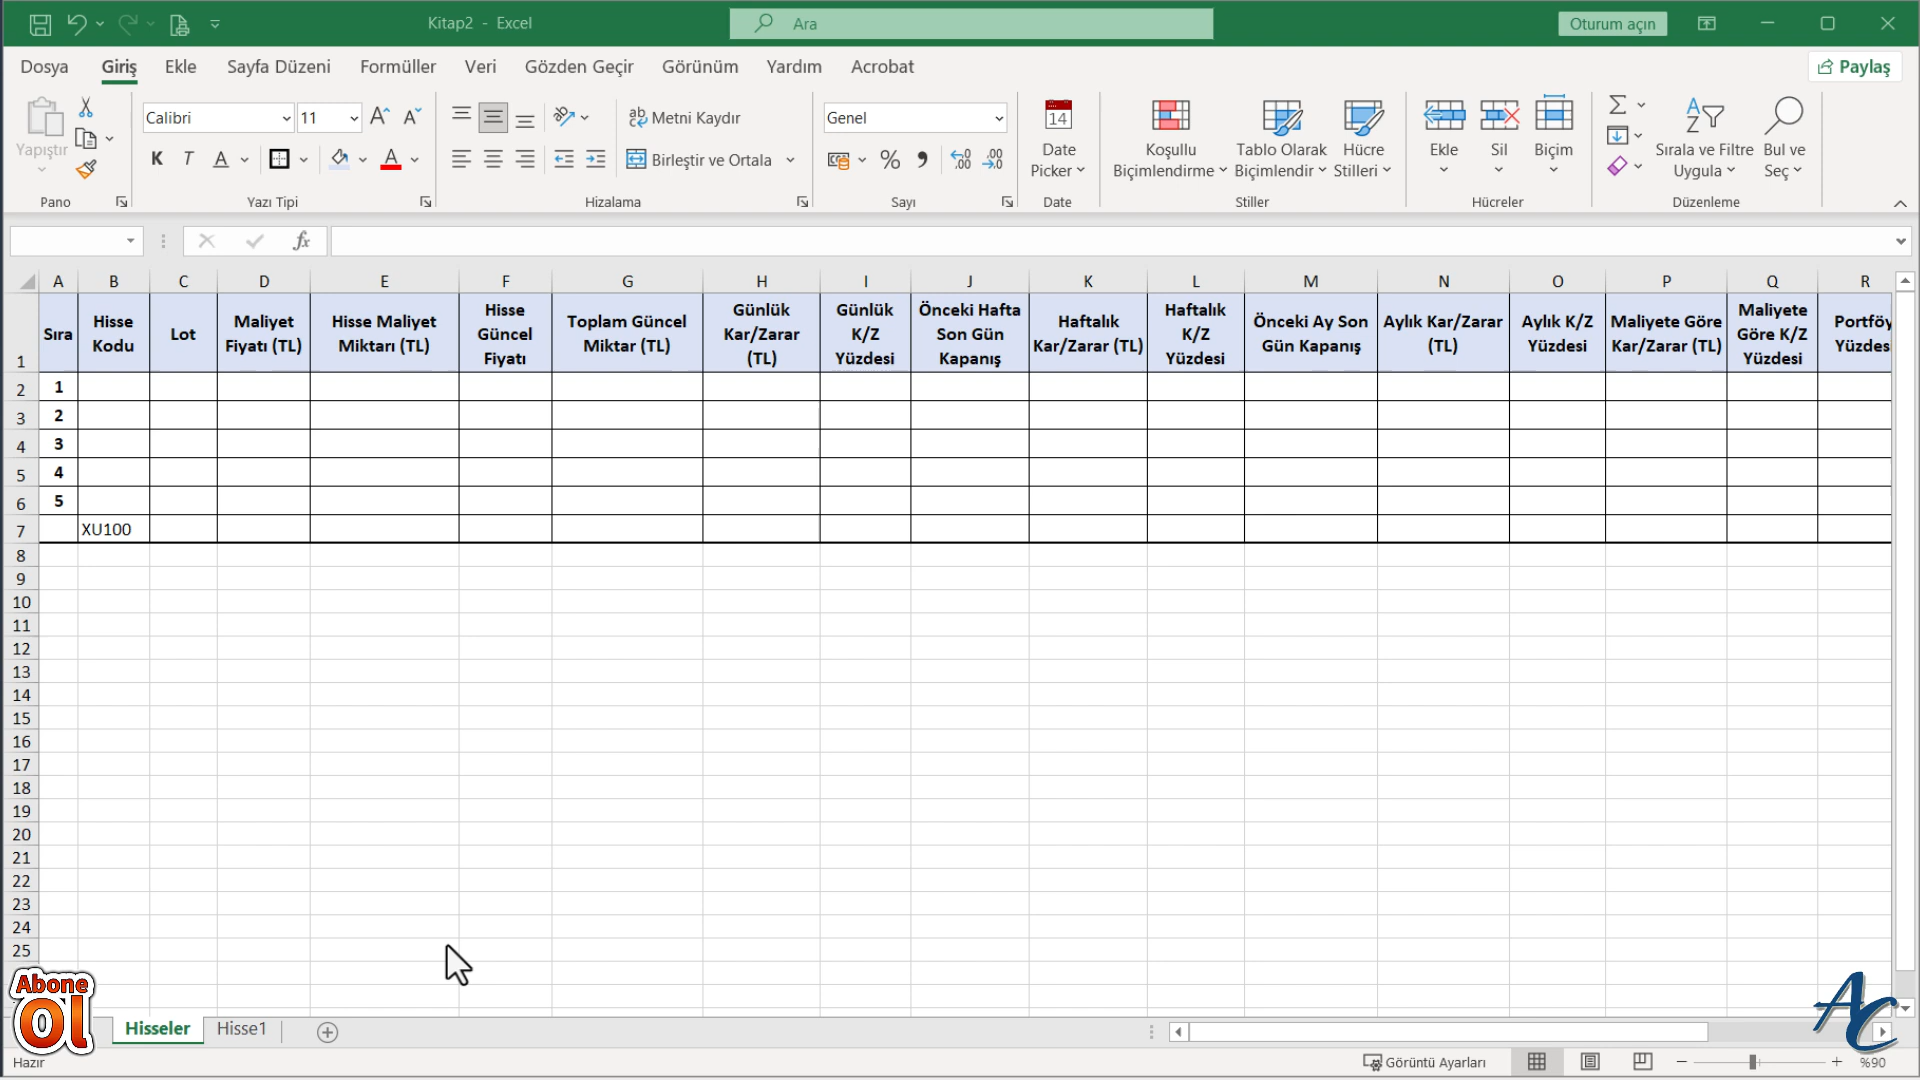 Kitap2 - Excel
Ara
Oturum açın
Dosya Giriş Ekle Sayfa Düzeni Formüller Veri Gözden Geçir Görünüm Yardım Acrobat
Paylaş
Yapıştır
Pano
Calibri 11
K T A A
Yazı Tipi
Metni Kaydır
Birleştir ve Ortala
Hizalama
Genel
%
Sayı
14
Date
Picker
Date
Koşullu
Biçimlendirme
Tablo Olarak
Biçimlendir
Hücre
Stilleri
Stiller
Ekle
Sil
Biçim
Hücreler
Sırala ve Filtre
Uygula
Bul ve
Seç
Düzenleme
fx
A B C D E F G H I J K L M N O P Q R
1
Sıra
Hisse
Kodu
Lot
Maliyet
Fiyatı (TL)
Hisse Maliyet
Miktarı (TL)
Hisse
Güncel
Fiyatı
Toplam Güncel
Miktar (TL)
Günlük
Kar/Zarar
(TL)
Günlük
K/Z
Yüzdesi
Önceki Hafta
Son Gün
Kapanış
Haftalık
Kar/Zarar (TL)
Haftalık
K/Z
Yüzdesi
Önceki Ay Son
Gün Kapanış
Aylık Kar/Zarar
(TL)
Aylık K/Z
Yüzdesi
Maliyete Göre
Kar/Zarar (TL)
Maliyete
Göre K/Z
Yüzdesi
Portföy
Yüzdes
2 1
3 2
4 3
5 4
6 5
7 XU100
8
9
10
11
12
13
14
15
16
17
18
19
20
21
22
23
24
25
Abone
Ol
Hisseler Hisse1
AC
Hazır
Görüntü Ayarları
%90